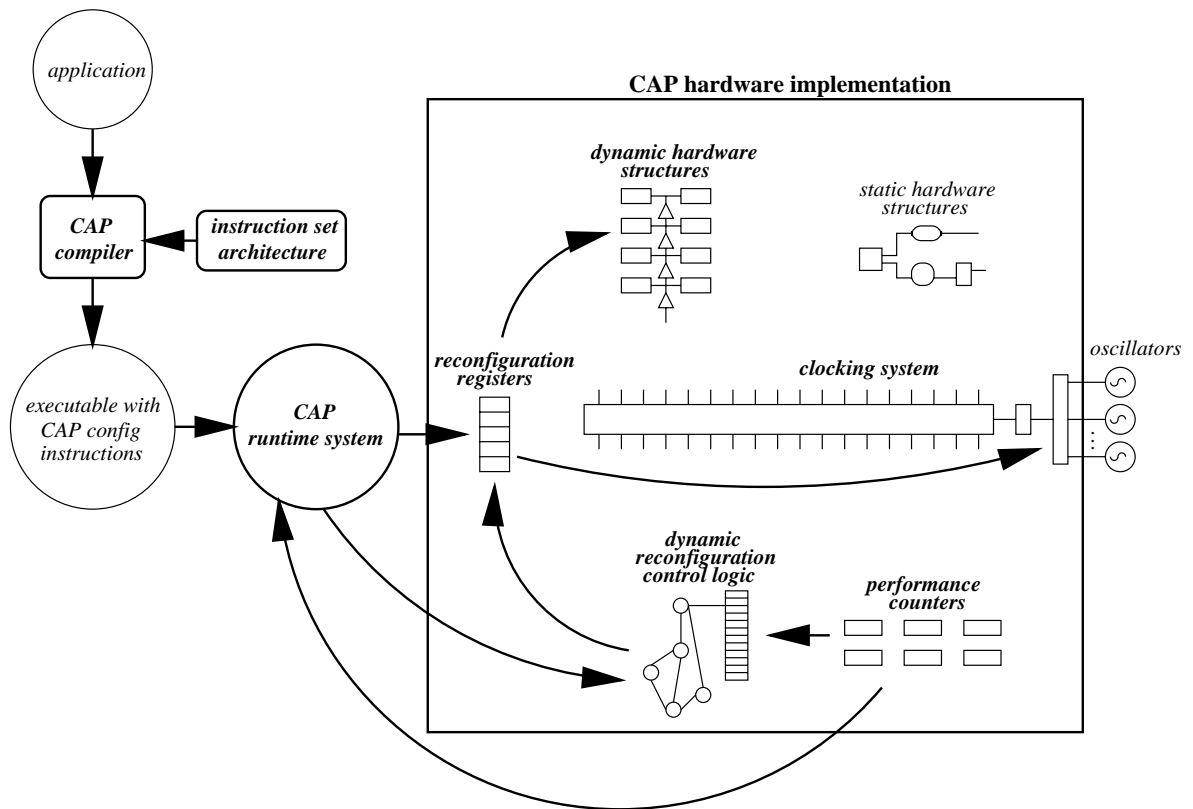 application
CAP hardware implementation
dynamic hardware
structures
static hardware
structures
CAP
compiler
instruction set
architecture
reconfiguration
registers
clocking system
oscillators
executable with
CAP config
instructions
CAP
runtime system
dynamic
reconfiguration
control logic
performance
counters